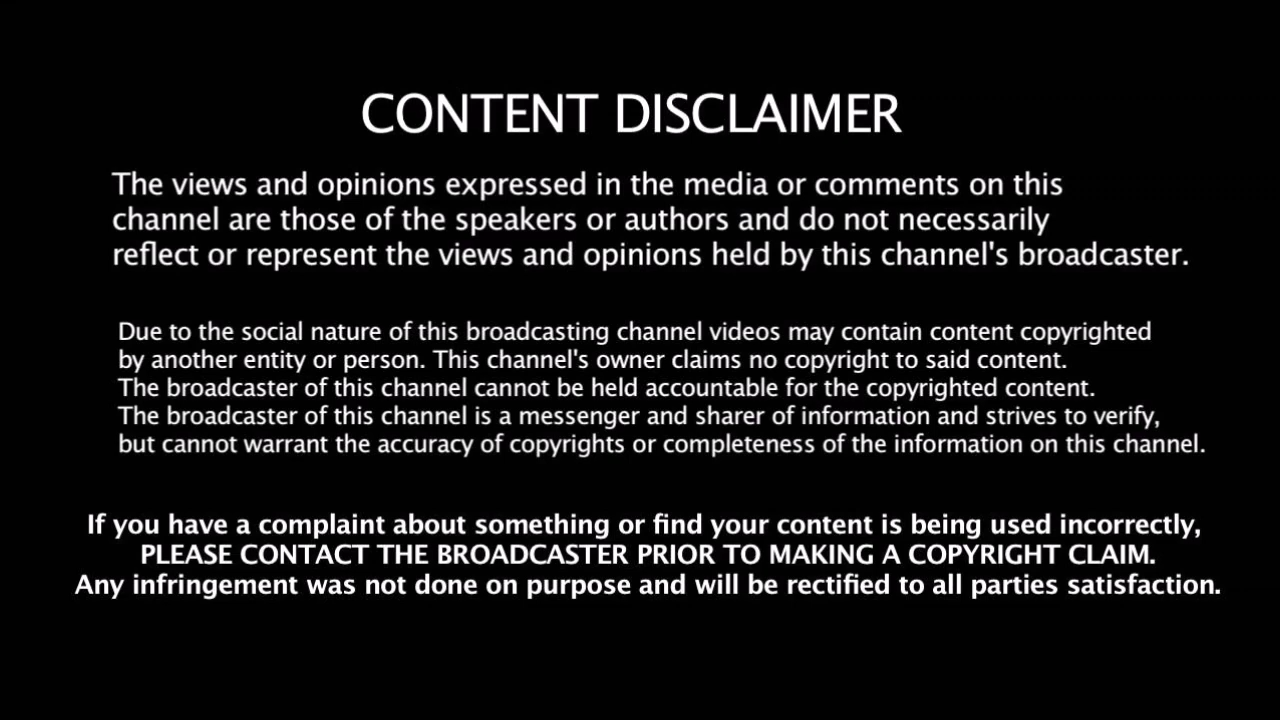 CONTENT DISCLAIMER
The views and opinions expressed in the media or comments on this
channel are those of the speakers or authors and do not necessarily
reflect or represent the views and opinions held by this channel's broadcaster.
Due to the social nature of this broadcasting channel videos may contain content copyrighted
by another entity or person. This channel's owner claims no copyright to said content.
The broadcaster of this channel cannot be held accountable for the copyrighted content.
The broadcaster of this channel is a messenger and sharer of information and strives to verify,
but cannot warrant the accuracy of copyrights or completeness of the information on this channel.
If you have a complaint about something or find your content is being used incorrectly,
PLEASE CONTACT THE BROADCASTER PRIOR TO MAKING A COPYRIGHT CLAIM.
Any infringement was not done on purpose and will be rectified to all parties satisfaction.